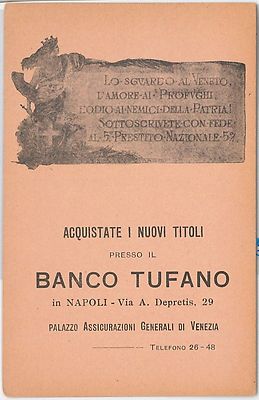 LO SGUARDO AL VENETO,
L'AMORE AI PROFUGHI,
L'ODIO AI NEMICI DELLA PATRIA!
SOTTOSCRIVETE CON FEDE
AL 5º PRESTITO NAZIONALE 5%
ACQUISTATE I NUOVI TITOLI
PRESSO IL
BANCO TUFANO
in NAPOLI - Via A. Depretis, 29
PALAZZO ASSICURAZIONI GENERALI DI VENEZIA
TELEFONO 26-48